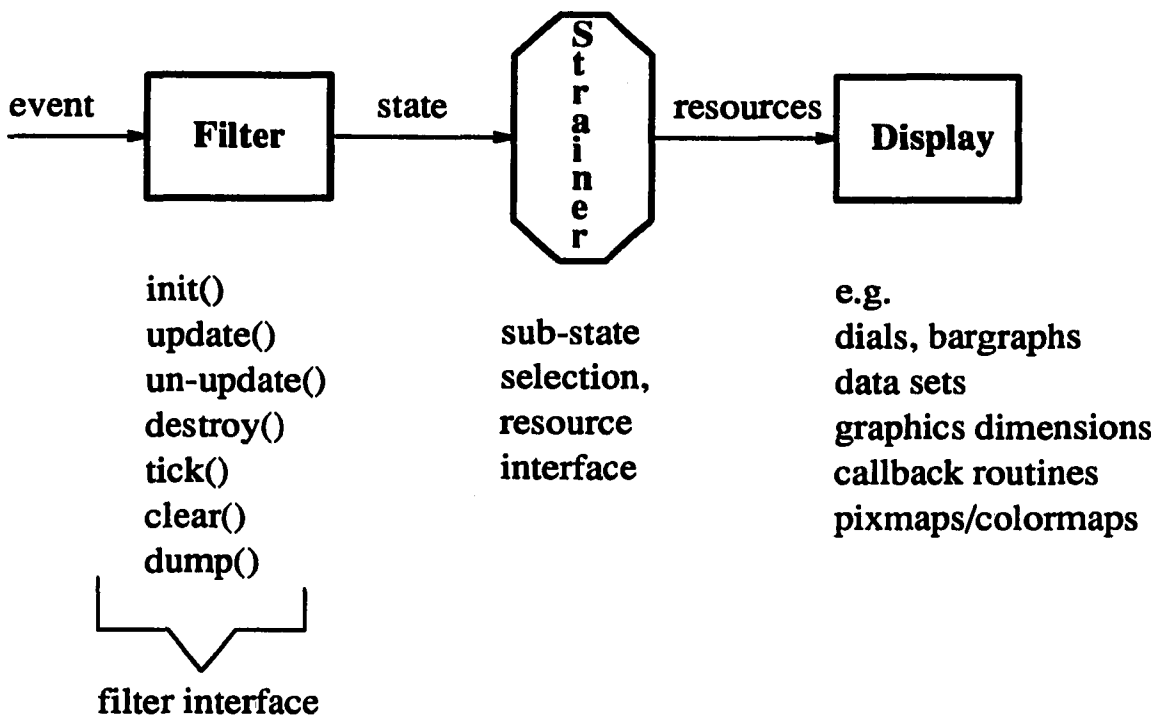 event
Filter
state
Strainer
resources
Display
init()
update()
un-update()
destroy()
tick()
clear()
dump()
filter interface
sub-state
selection,
resource
interface
e.g.
dials, bargraphs
data sets
graphics dimensions
callback routines
pixmaps/colormaps